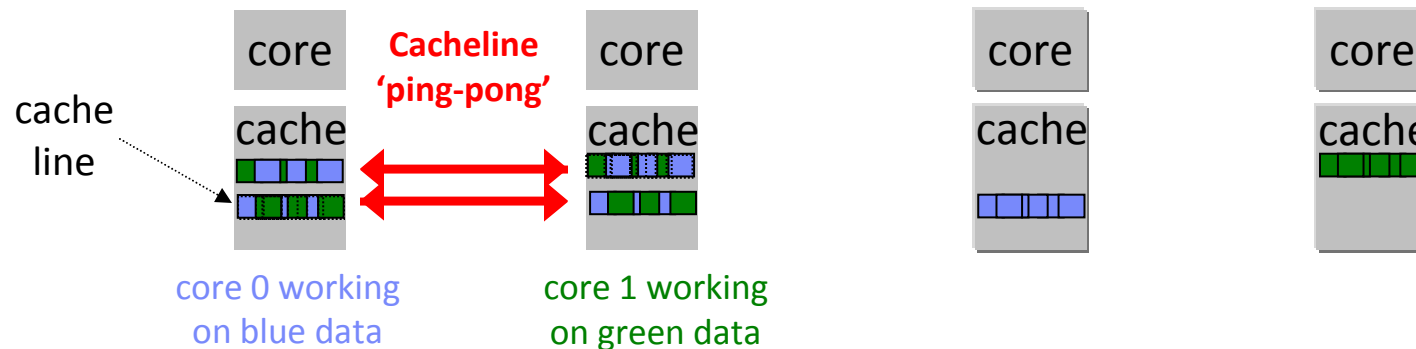 core
Cacheline
‘ping-pong’
core
core
core
cache
line
cache
cache
cache
cache
core 0 working
on blue data
core 1 working
on green data